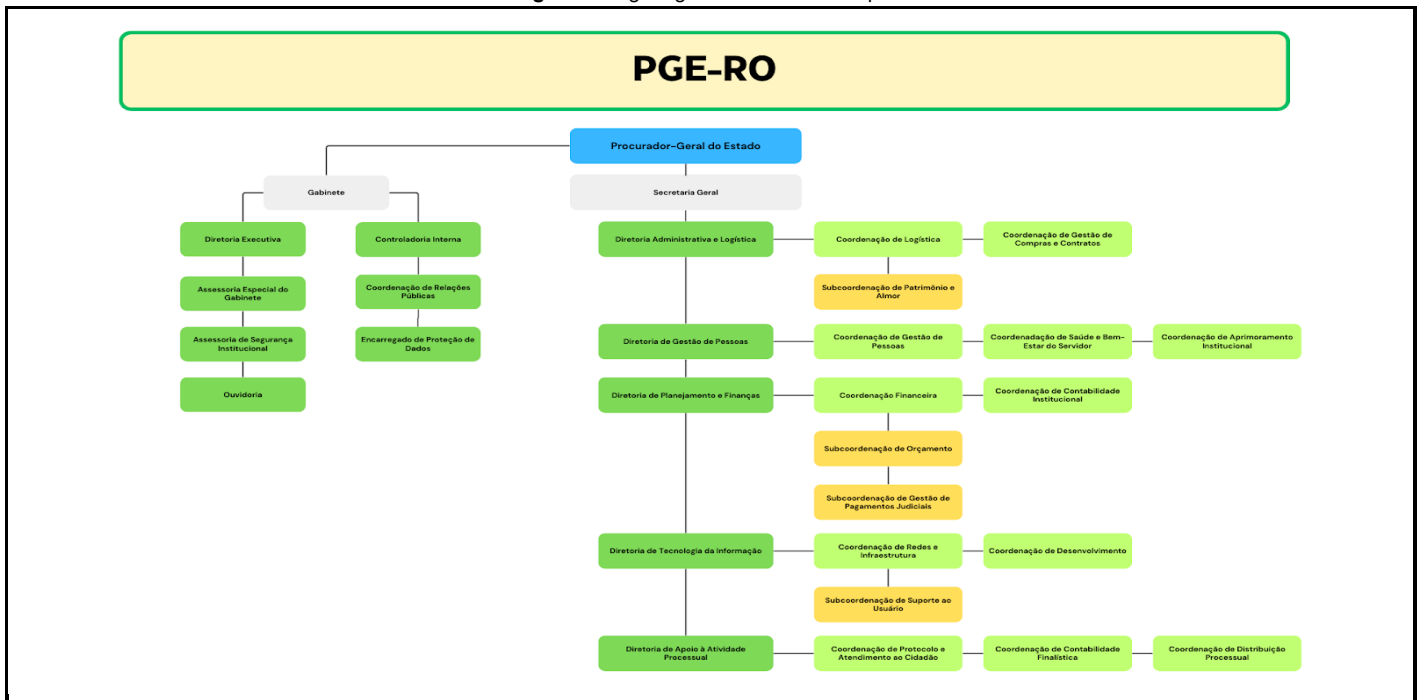 PGE-RO
Procurador-Geral do Estado
Gabinete
Secretaria Geral
Diretoria Executiva
Controladoria Interna
Diretoria Administrativa e Logística
Coordenação de Logística
Coordenação de Gestão de
Compras e Contratos
Assessoria Especial do
Gabinete
Coordenação de Relações
Públicas
Subcoordenação de Patrimônio e
Almor
Assessoria de Segurança
Institucional
Encarregado de Proteção de
Dados
Diretoria de Gestão de Pessoas
Coordenação de Gestão de
Pessoas
Coordenadação de Saúde e Bem-
Estar do Servidor
Coordenação de Aprimoramento
Institucional
Ouvidoria
Diretoria de Planejamento e Finanças
Coordenação Financeira
Coordenação de Contabilidade
Institucional
Subcoordenação de Orçamento
Subcoordenação de Gestão de
Pagamentos Judiciais
Diretoria de Tecnologia da Informação
Coordenação de Redes e
Infraestrutura
Coordenação de Desenvolvimento
Subcoordenação de Suporte ao
Usuário
Diretoria de Apoio à Atividade
Processual
Coordenação de Protocolo e
Atendimento ao Cidadão
Coordenação de Contabilidade
Finalística
Coordenação de Distribuição
Processual